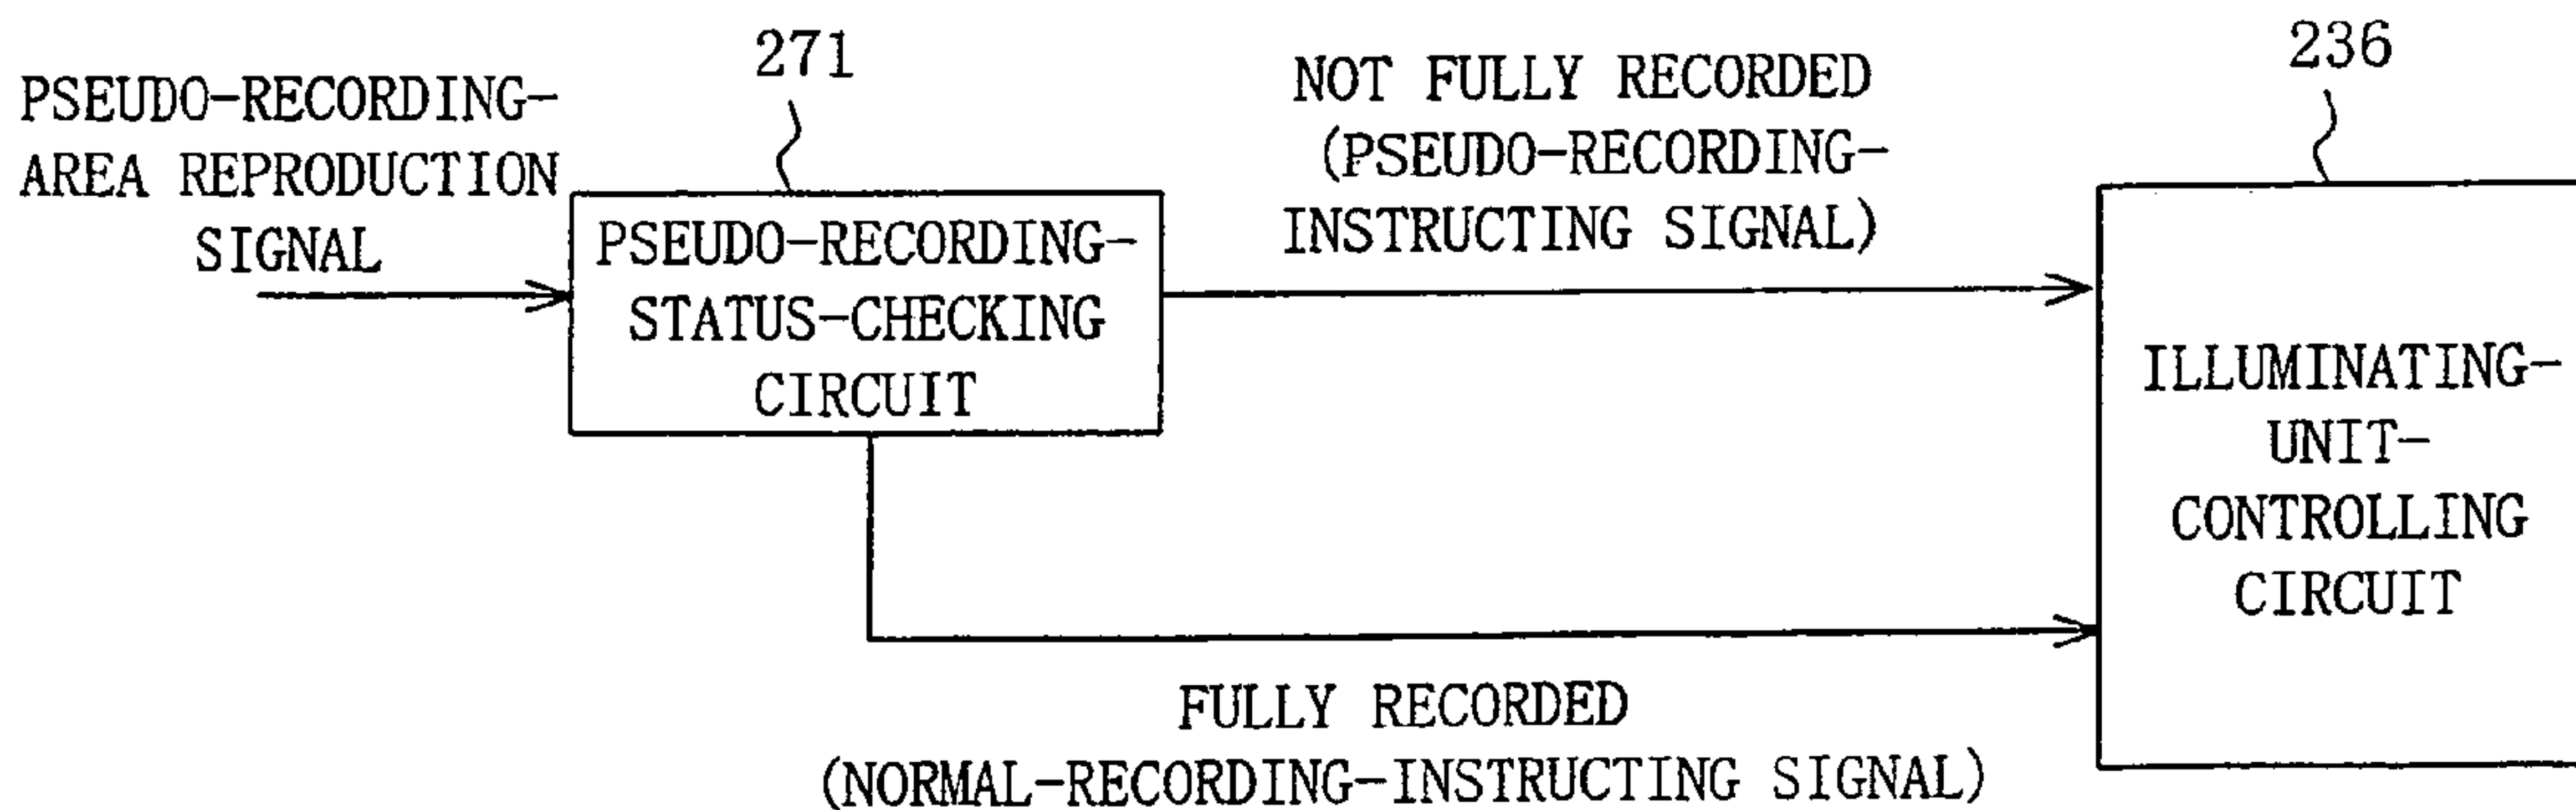 271
236
PSEUDO-RECORDING-
AREA REPRODUCTION
SIGNAL
NOT FULLY RECORDED
(PSEUDO-RECORDING-
INSTRUCTING SIGNAL)
PSEUDO-RECORDING-
STATUS-CHECKING
CIRCUIT
ILLUMINATING-
UNIT-
CONTROLLING
CIRCUIT
FULLY RECORDED
(NORMAL-RECORDING-INSTRUCTING SIGNAL)